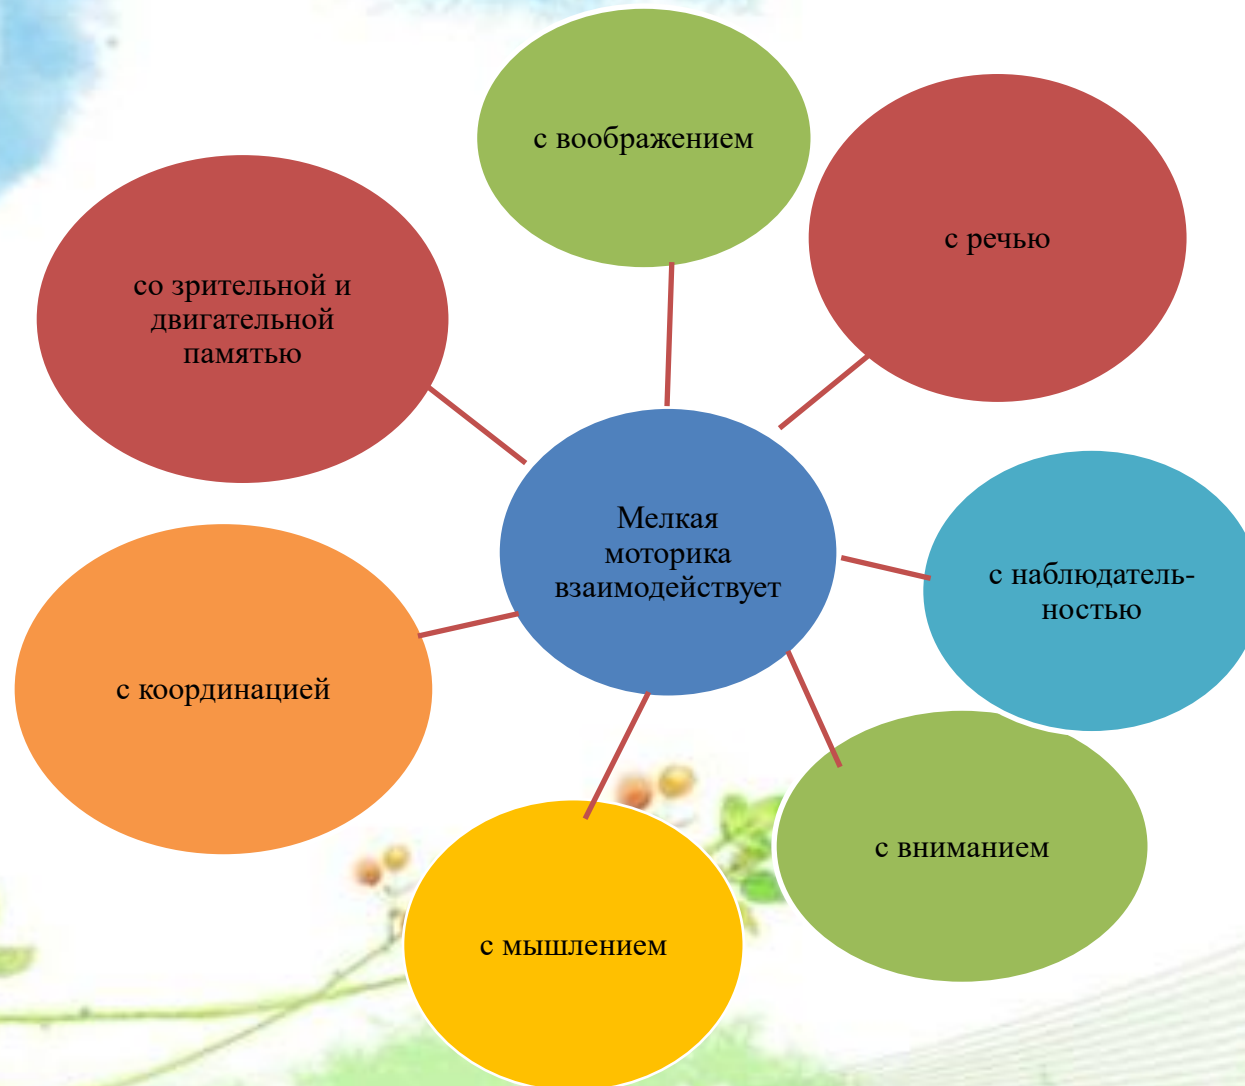 с воображением
с речью
со зрительной и
двигательной
памятью
Мелкая
моторика
взаимодействует
с наблюдатель-
ностью
с координацией
с вниманием
с мышлением